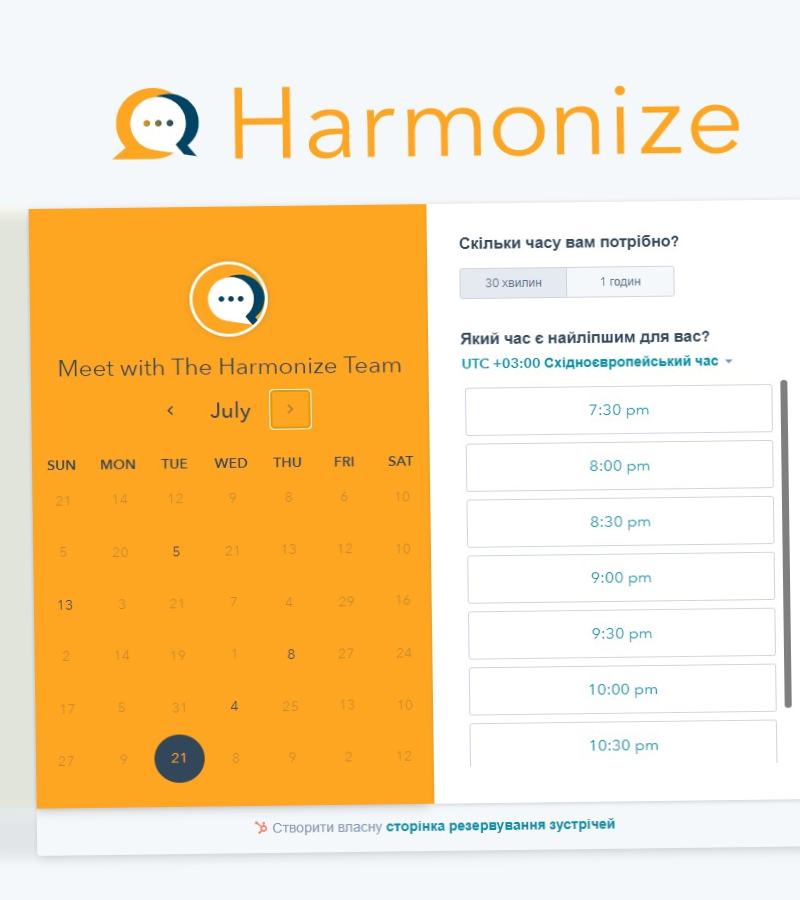 Harmonize
Meet with The Harmonize Team
July
SUN MON TUE WED THU FRI SAT
21 14 12 9 8 6 10
5 20 5 21 13 12 10
13 3 21 7 4 29 16
2 14 19 1 8 27 24
17 5 31 4 25 13 10
27 9 21 8 9 2 12
Скільки часу вам потрібно?
30 хвилин 1 годин
Який час є найліпшим для вас?
UTC +03:00 Східноєвропейський час
7:30 pm
8:00 pm
8:30 pm
9:00 pm
9:30 pm
10:00 pm
10:30 pm
Створити власну сторінка резервування зустрічей